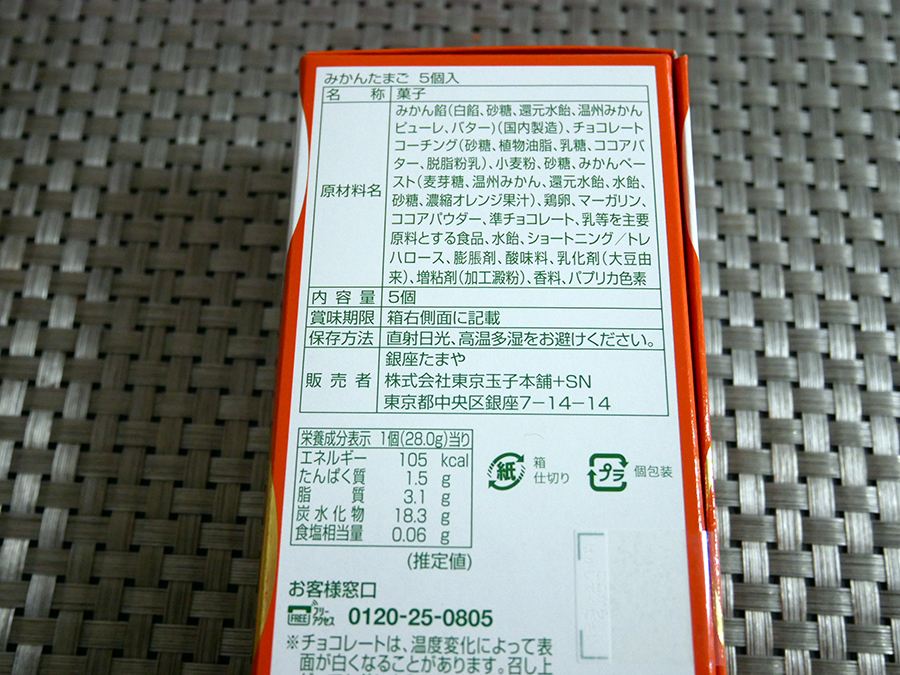 みかんたまご 5個入
名称 菓子
原材料名
みかん餡(白餡、砂糖、還元水飴、温州みかん
ピューレ、バター)(国内製造)、チョコレート
コーチング(砂糖、植物油脂、乳糖、ココアバ
ター、脱脂粉乳)、小麦粉、砂糖、みかんペー
スト(麦芽糖、温州みかん、還元水飴、水飴、
砂糖、濃縮オレンジ果汁)、鶏卵、マーガリン、
ココアパウダー、準チョコレート、乳等を主要
原料とする食品、水飴、ショートニング/トレ
ハロース、膨脹剤、酸味料、乳化剤(大豆由
来)、増粘剤(加工澱粉)、香料、パプリカ色素
内容量 5個
賞味期限 箱右側面に記載
保存方法 直射日光、高温多湿をお避けください。
販売者
銀座たまや
株式会社東京玉子本舗+SN
東京都中央区銀座7-14-14
栄養成分表示 1個(28.0g)当り
エネルギー 105 kcal
たんぱく質 1.5 g
脂質 3.1 g
炭水化物 18.3 g
食塩相当量 0.06 g
(推定値)
紙 箱 仕切り
プラ 個包装
お客様窓口
FREE フリーアクセス 0120-25-0805
※チョコレートは、温度変化によって表
面が白くなることがあります。召し上